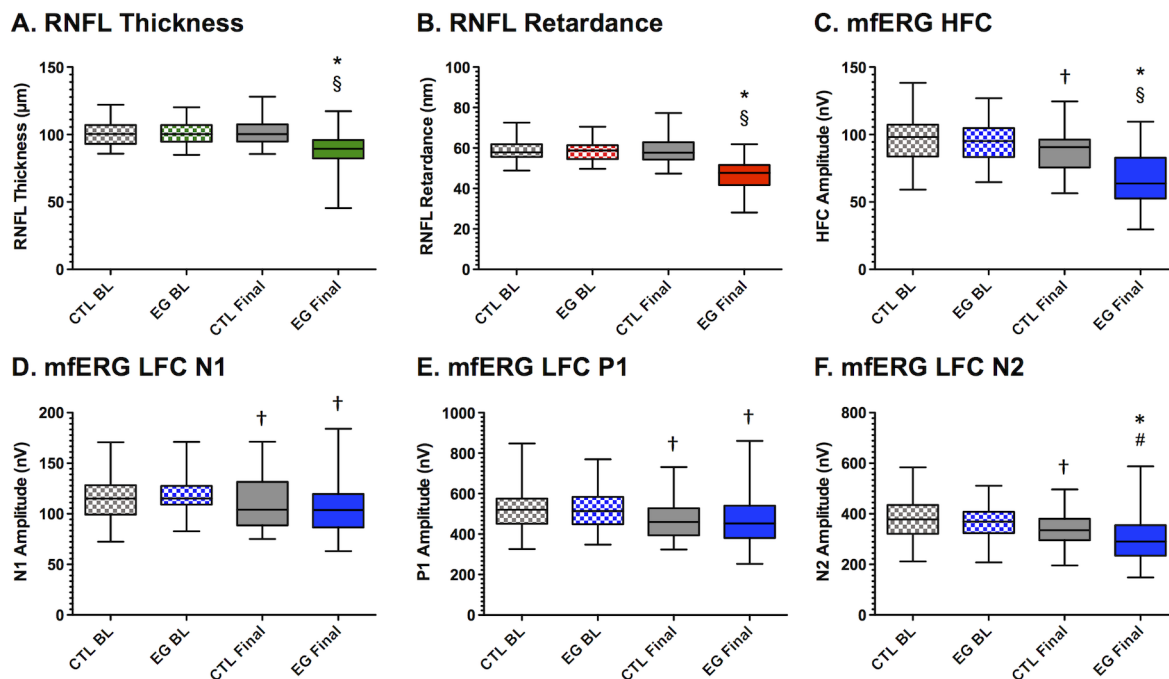 A. RNFL Thickness
RNFL Thickness (µm)
150
100
50
0
*
§
CTL BL
EG BL
CTL Final
EG Final
B. RNFL Retardance
RNFL Retardance (nm)
100
80
60
40
20
0
*
§
CTL BL
EG BL
CTL Final
EG Final
C. mfERG HFC
HFC Amplitude (nV)
150
100
50
0
†
*
§
CTL BL
EG BL
CTL Final
EG Final
D. mfERG LFC N1
N1 Amplitude (nV)
200
150
100
50
0
†
†
CTL BL
EG BL
CTL Final
EG Final
E. mfERG LFC P1
P1 Amplitude (nV)
1000
800
600
400
200
0
†
†
CTL BL
EG BL
CTL Final
EG Final
F. mfERG LFC N2
N2 Amplitude (nV)
800
600
400
200
0
†
*
#
CTL BL
EG BL
CTL Final
EG Final